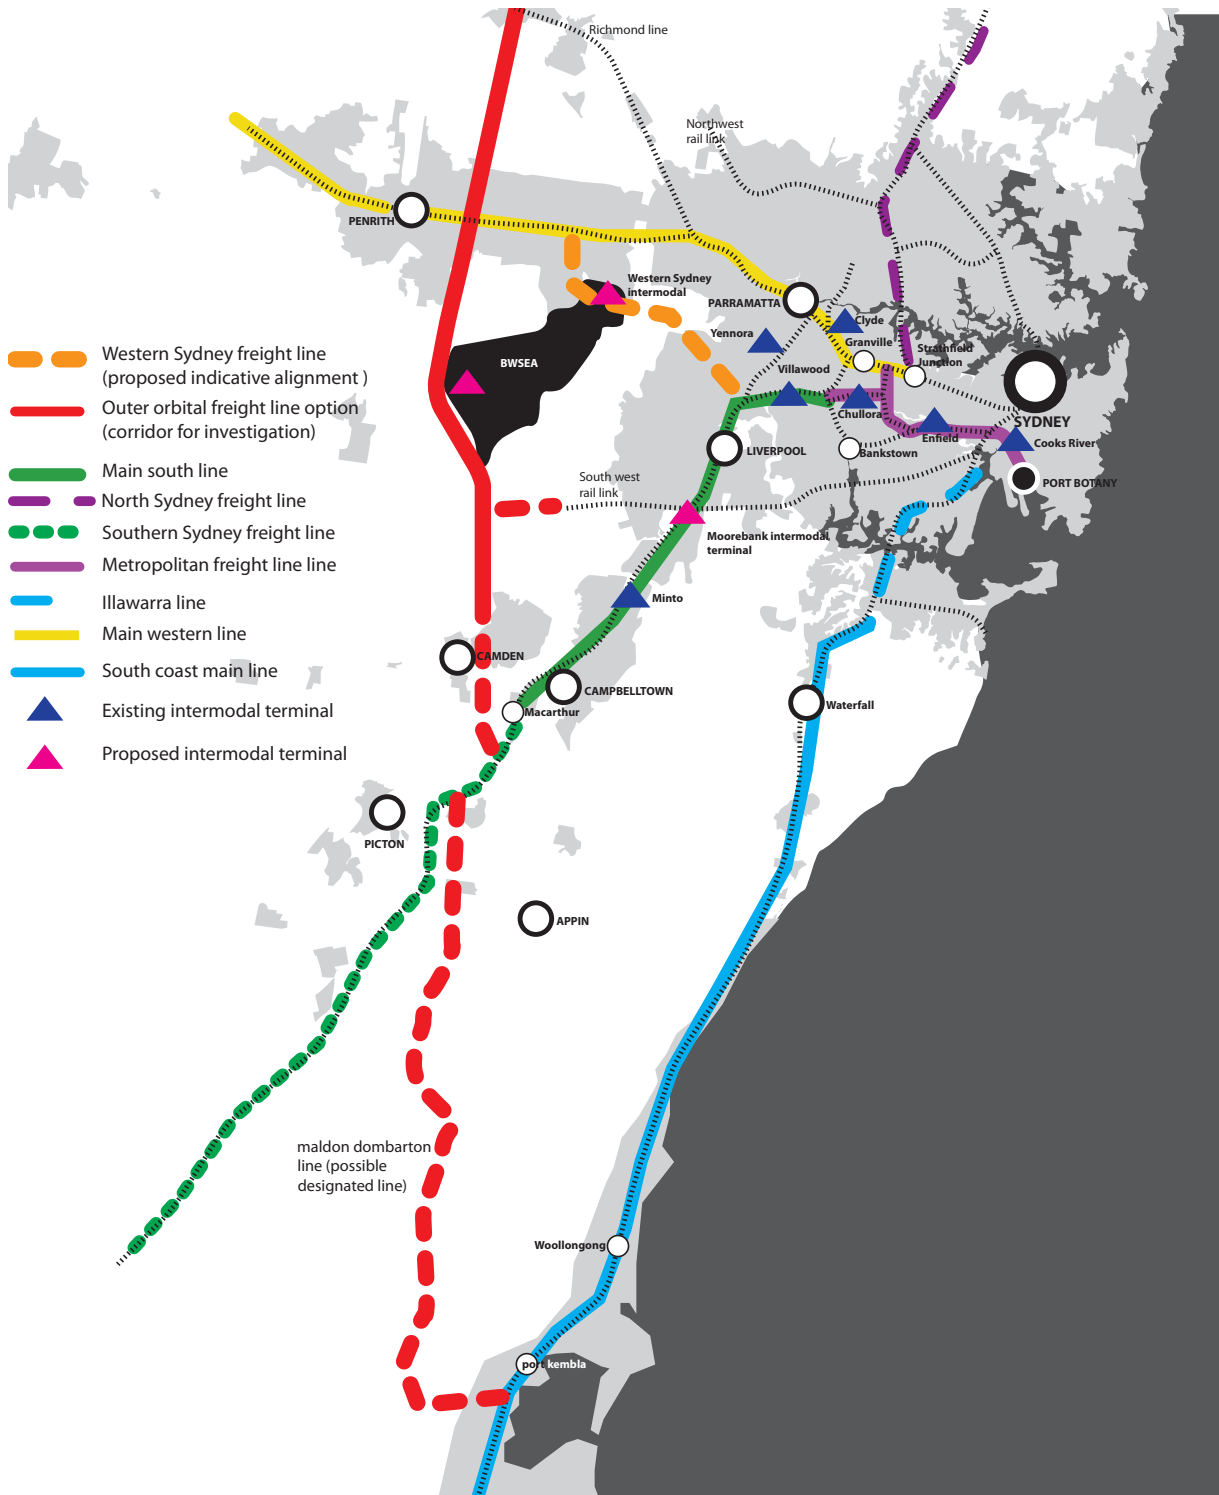 Richmond line
Northwest
rail link
PENRITH
Western Sydney
intermodal
PARRAMATTA
Clyde
Yennora
Granville
Strathfield
Junction
Western Sydney freight line
(proposed indicative alignment )
BWSEA
Villawood
Outer orbital freight line option
(corridor for investigation)
Chullora
SYDNEY
Enfield
Cooks River
LIVERPOOL
Bankstown
Main south line
South west
rail link
PORT BOTANY
North Sydney freight line
Southern Sydney freight line
Moorebank intermodal
terminal
Metropolitan freight line line
Illawarra line
Minto
Main western line
CAMDEN
South coast main line
CAMPBELLTOWN
Macarthur
Waterfall
Existing intermodal terminal
Proposed intermodal terminal
PICTON
APPIN
maldon dombarton
line (possible
designated line)
Woollongong
port kembla